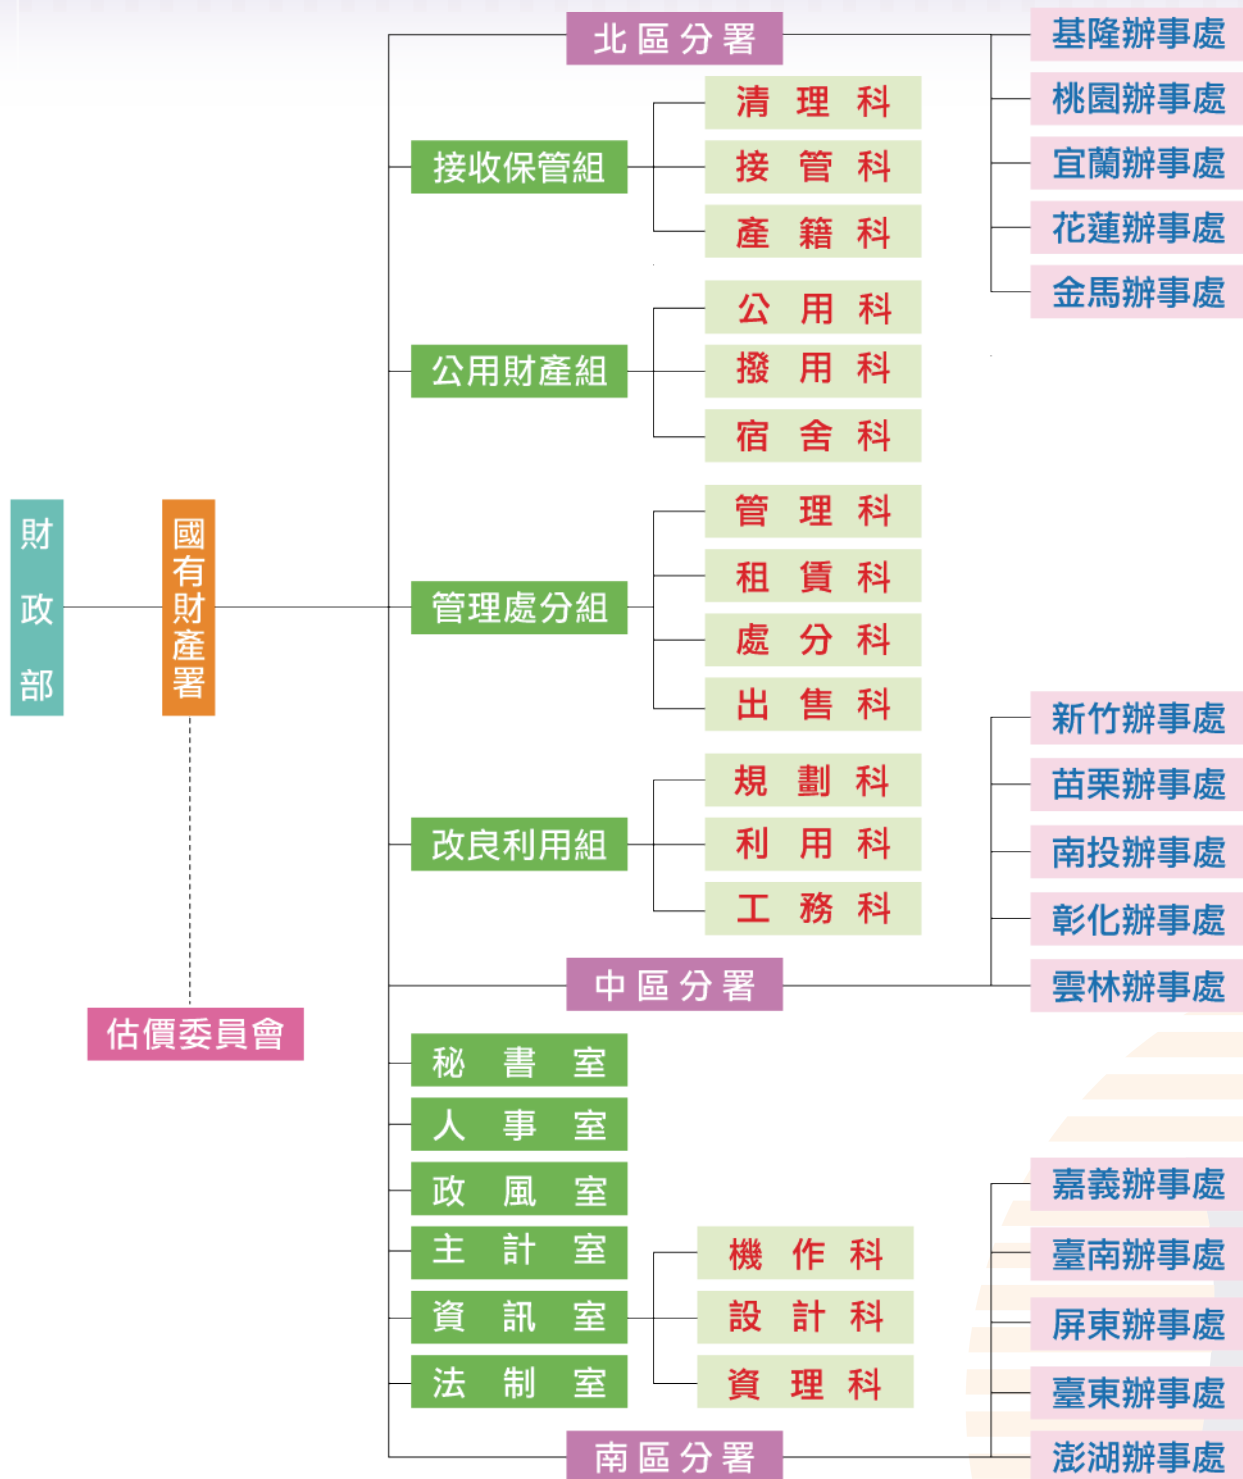 財政部
國有財產署
估價委員會
北區分署
基隆辦事處
桃園辦事處
宜蘭辦事處
花蓮辦事處
金馬辦事處
接收保管組
清理科
接管科
產籍科
公用財產組
公用科
撥用科
宿舍科
管理處分組
管理科
租賃科
處分科
出售科
改良利用組
規劃科
利用科
工務科
中區分署
新竹辦事處
苗栗辦事處
南投辦事處
彰化辦事處
雲林辦事處
秘書室
人事室
政風室
主計室
資訊室
機作科
設計科
資理科
法制室
南區分署
嘉義辦事處
臺南辦事處
屏東辦事處
臺東辦事處
澎湖辦事處